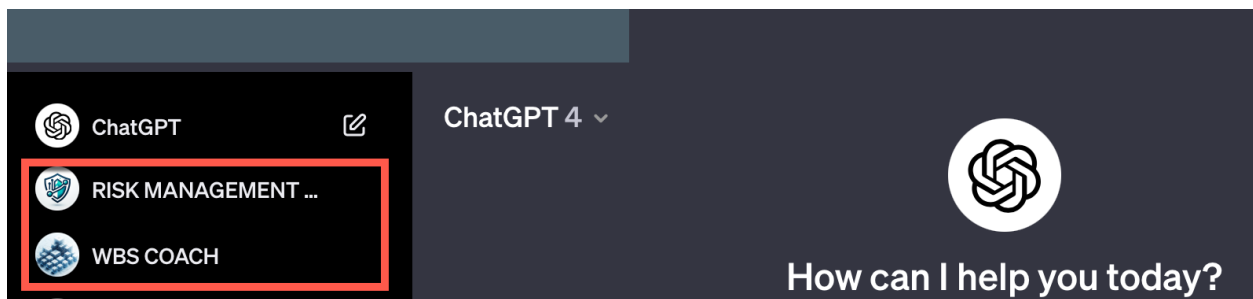 ChatGPT
RISK MANAGEMENT ...
WBS COACH
ChatGPT 4
How can I help you today?